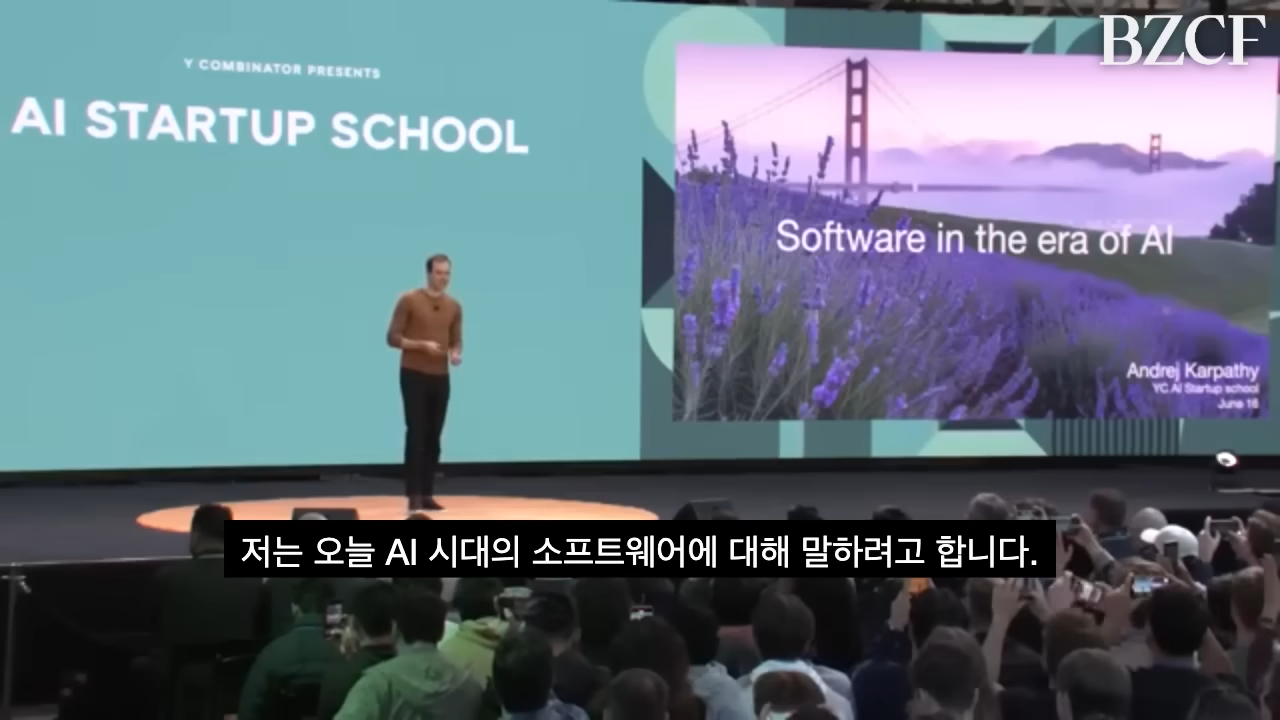 BZCF
Y COMBINATOR PRESENTS
AI STARTUP SCHOOL
Software in the era of AI
Andrej Karpathy
YC AI Startup school
June 16
저는 오늘 AI 시대의 소프트웨어에 대해 말하려고 합니다.